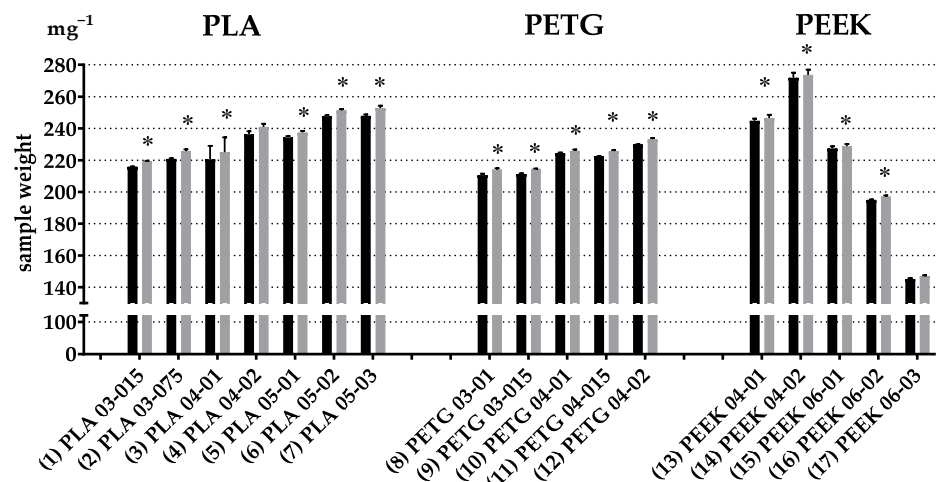 PLA PETG PEEK
mg⁻¹
sample weight
280
260
240
220
200
180
160
140
100
0
* * * * * *
* * * * *
* * * *
(1) PLA 03-015
(2) PLA 03-075
(3) PLA 04-01
(4) PLA 04-02
(5) PLA 05-01
(6) PLA 05-02
(7) PLA 05-03
(8) PETG 03-01
(9) PETG 03-015
(10) PETG 04-01
(11) PETG 04-015
(12) PETG 04-02
(13) PEEK 04-01
(14) PEEK 04-02
(15) PEEK 06-01
(16) PEEK 06-02
(17) PEEK 06-03